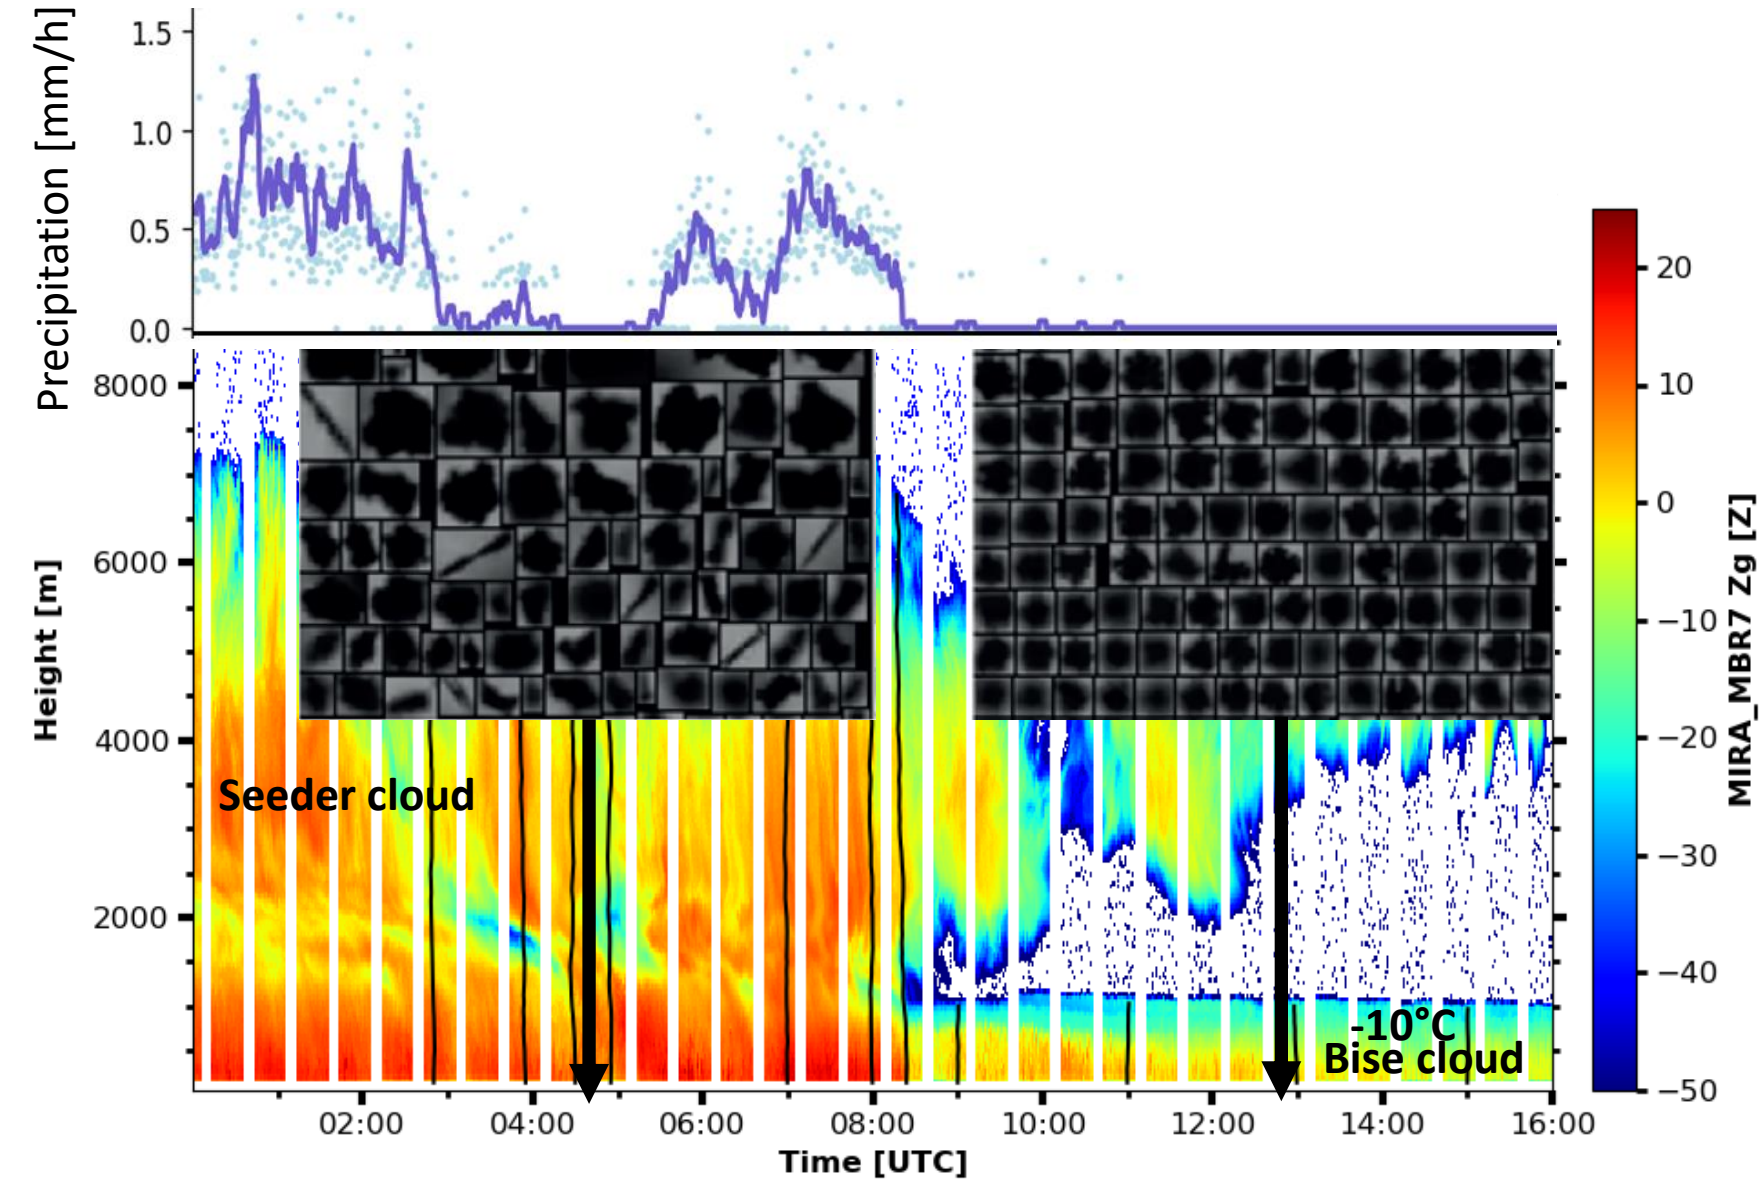 Precipitation [mm/h]
1.5
1.0
0.5
0.0
Height [m]
8000
6000
4000
2000
Seeder cloud
-10°C
Bise cloud
02:00 04:00 06:00 08:00 10:00 12:00 14:00 16:00
Time [UTC]
20
10
0
−10
−20
−30
−40
−50
MIRA_MBR7 Zg [Z]